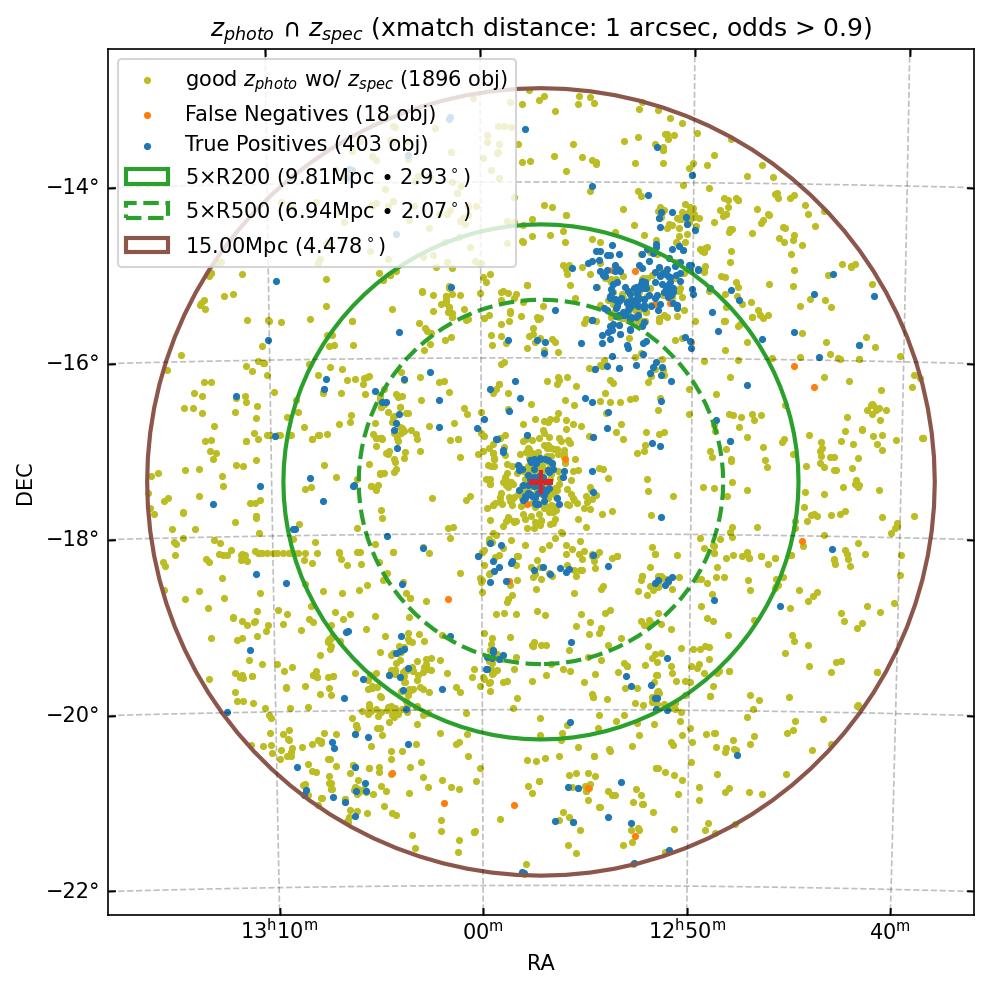 z_photo ∩ z_spec (xmatch distance: 1 arcsec, odds > 0.9)
good z_photo wo/ z_spec (1896 obj)
False Negatives (18 obj)
True Positives (403 obj)
5×R200 (9.81Mpc • 2.93°)
5×R500 (6.94Mpc • 2.07°)
15.00Mpc (4.478°)
−14°
−16°
−18°
−20°
−22°
DEC
13ʰ10ᵐ 00ᵐ 12ʰ50ᵐ 40ᵐ
RA